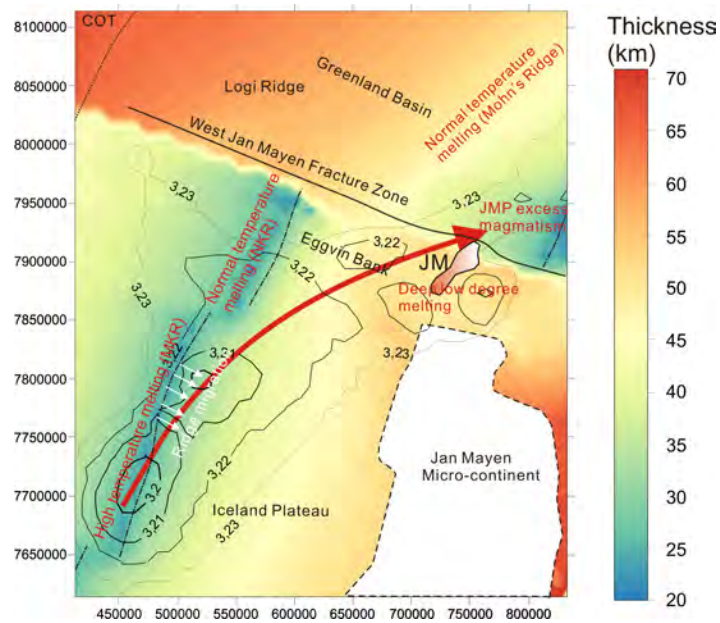 COT
Logi Ridge
Greenland Basin
Normal temperature
melting (Mohn's Ridge)
West Jan Mayen Fracture Zone
3,23
3,23
JMP excess
magmatism
Normal temperature
melting (NKR)
Eggvin Bank
3,22
3,22
JM
Deep low degree
melting
3,23
3,22
3,21
High temperature melting (MKR)
Ridge migration
3,2
3,21
3,22
3,23
Iceland Plateau
Jan Mayen
Micro-continent
8100000
8050000
8000000
7950000
7900000
7850000
7800000
7750000
7700000
7650000
450000 500000 550000 600000 650000 700000 750000 800000
Thickness
(km)
70
65
60
55
50
45
40
35
30
25
20